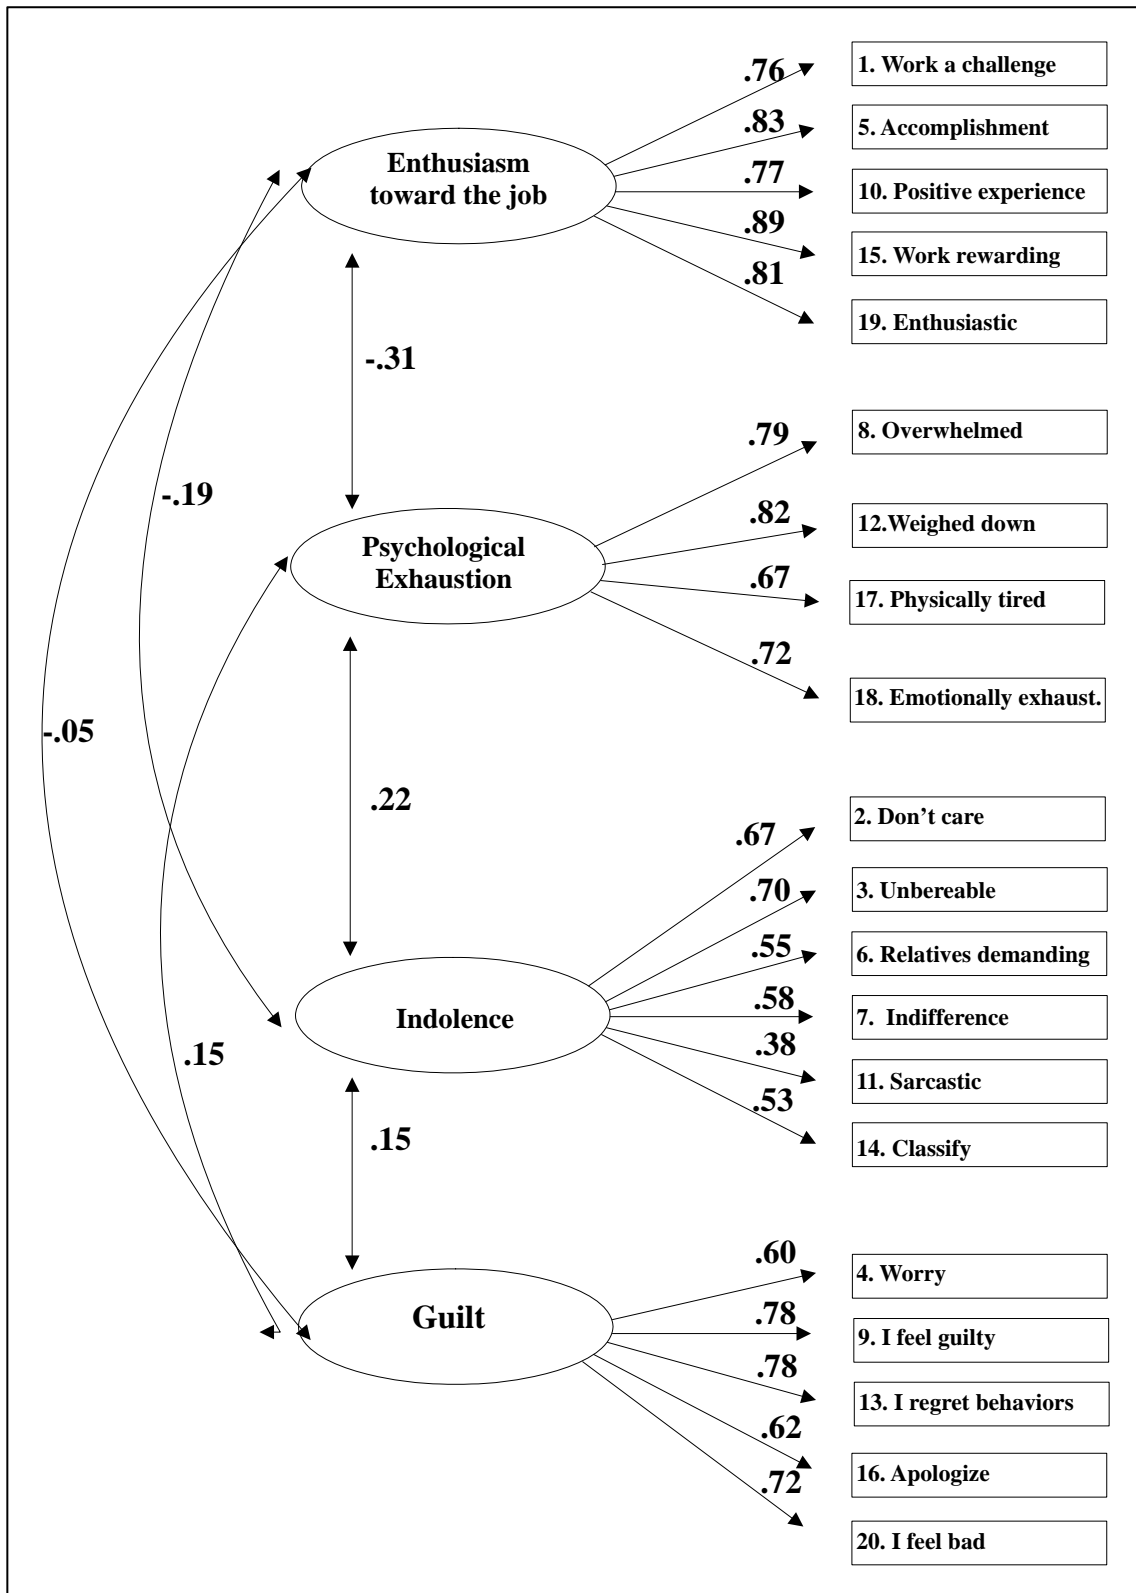 .76
1. Work a challenge
.83
5. Accomplishment
Enthusiasm
toward the job
.77
10. Positive experience
.89
15. Work rewarding
.81
19. Enthusiastic
-.31
.79
8. Overwhelmed
-.19
.82
12.Weighed down
Psychological
Exhaustion
.67
17. Physically tired
.72
18. Emotionally exhaust.
-.05
.22
.67
2. Don't care
.70
3. Unbereable
.55
6. Relatives demanding
Indolence
.58
7. Indifference
.38
11. Sarcastic
.15
.53
14. Classify
.15
.60
4. Worry
Guilt
.78
9. I feel guilty
.78
13. I regret behaviors
.62
16. Apologize
.72
20. I feel bad